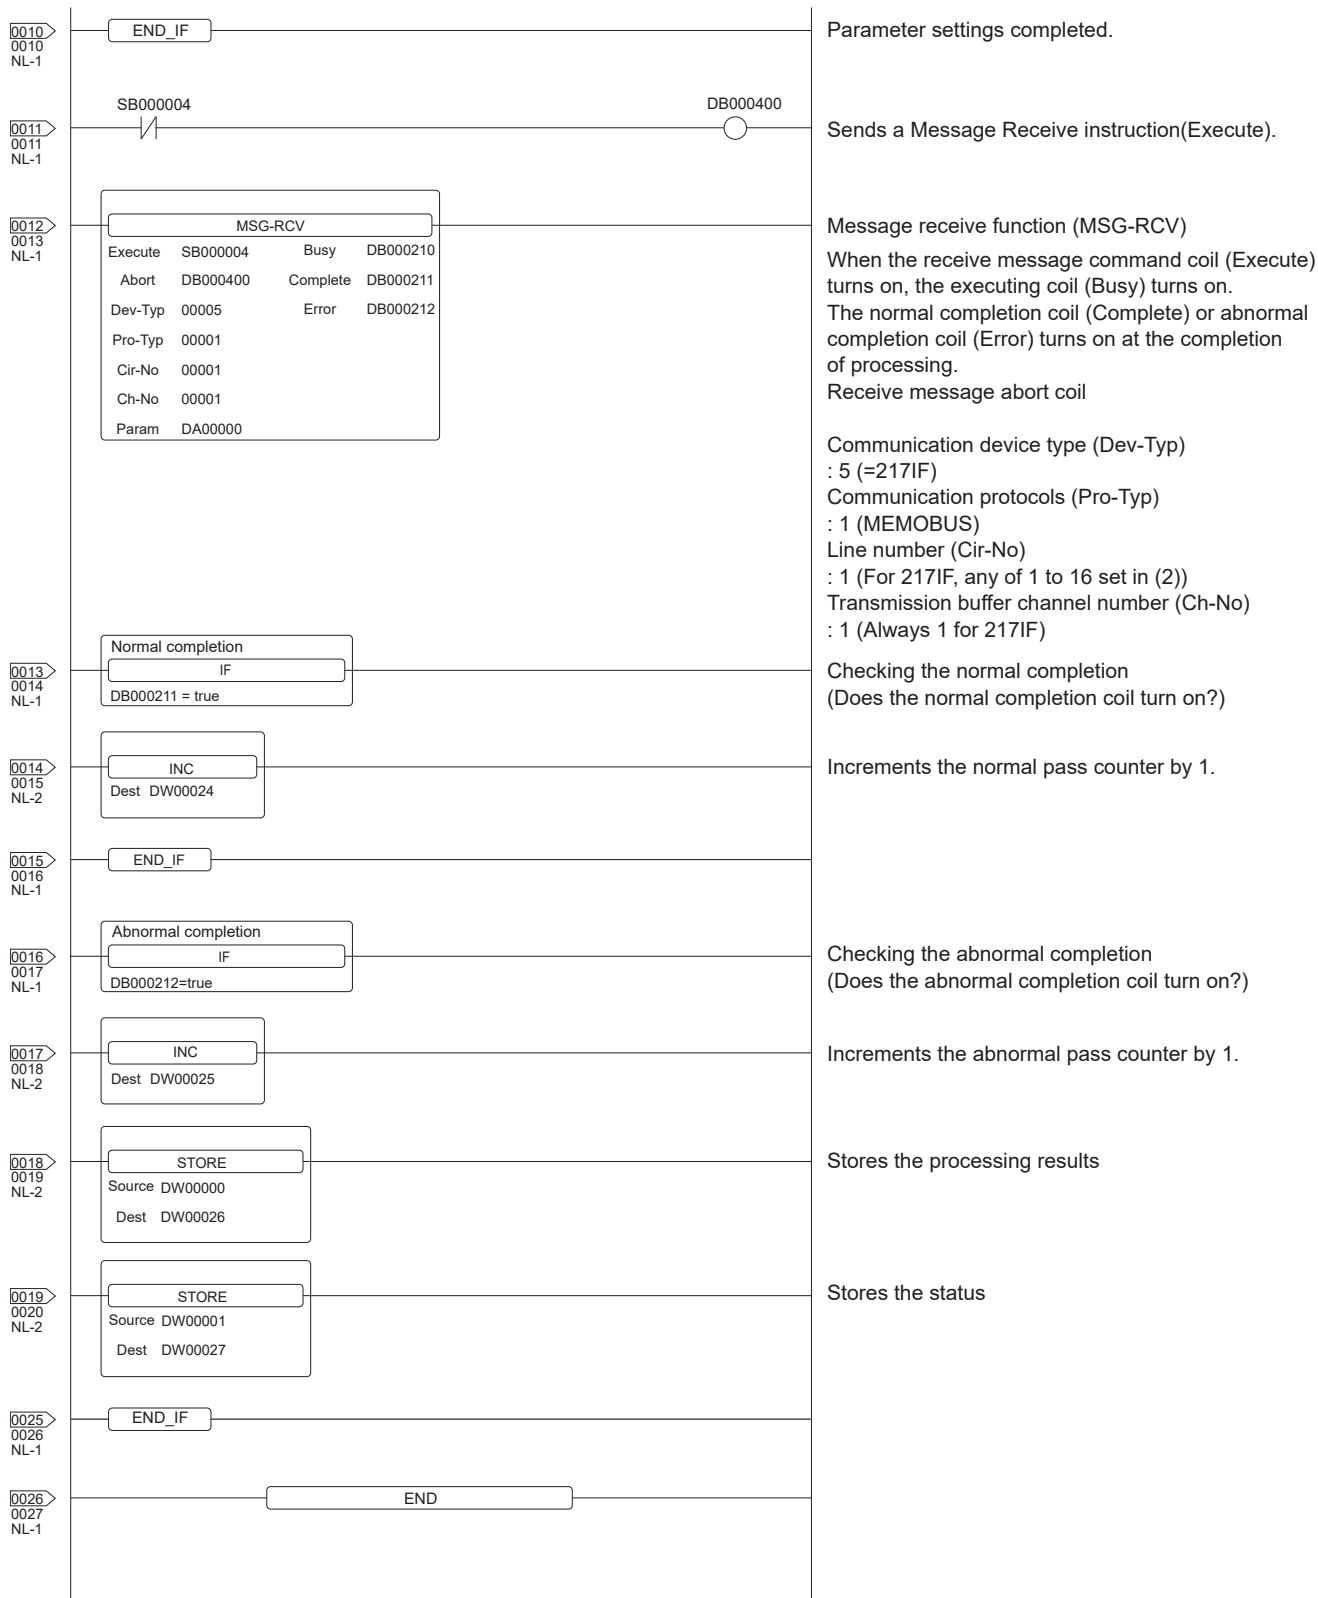 0010
0010
NL-1
END_IF
Parameter settings completed.
SB000004
DB000400
0011
0011
NL-1
Sends a Message Receive instruction(Execute).
0012
0013
NL-1
MSG-RCV
Execute SB000004 Busy DB000210
Abort DB000400 Complete DB000211
Dev-Typ 00005 Error DB000212
Pro-Typ 00001
Cir-No 00001
Ch-No 00001
Param DA00000
Message receive function (MSG-RCV)
When the receive message command coil (Execute)
turns on, the executing coil (Busy) turns on.
The normal completion coil (Complete) or abnormal
completion coil (Error) turns on at the completion
of processing.
Receive message abort coil
Communication device type (Dev-Typ)
: 5 (=217IF)
Communication protocols (Pro-Typ)
: 1 (MEMOBUS)
Line number (Cir-No)
: 1 (For 217IF, any of 1 to 16 set in (2))
Transmission buffer channel number (Ch-No)
: 1 (Always 1 for 217IF)
0013
0014
NL-1
Normal completion
IF
DB000211 = true
Checking the normal completion
(Does the normal completion coil turn on?)
0014
0015
NL-2
INC
Dest DW00024
Increments the normal pass counter by 1.
0015
0016
NL-1
END_IF
0016
0017
NL-1
Abnormal completion
IF
DB000212=true
Checking the abnormal completion
(Does the abnormal completion coil turn on?)
0017
0018
NL-2
INC
Dest DW00025
Increments the abnormal pass counter by 1.
0018
0019
NL-2
STORE
Source DW00000
Dest DW00026
Stores the processing results
0019
0020
NL-2
STORE
Source DW00001
Dest DW00027
Stores the status
0025
0026
NL-1
END_IF
0026
0027
NL-1
END